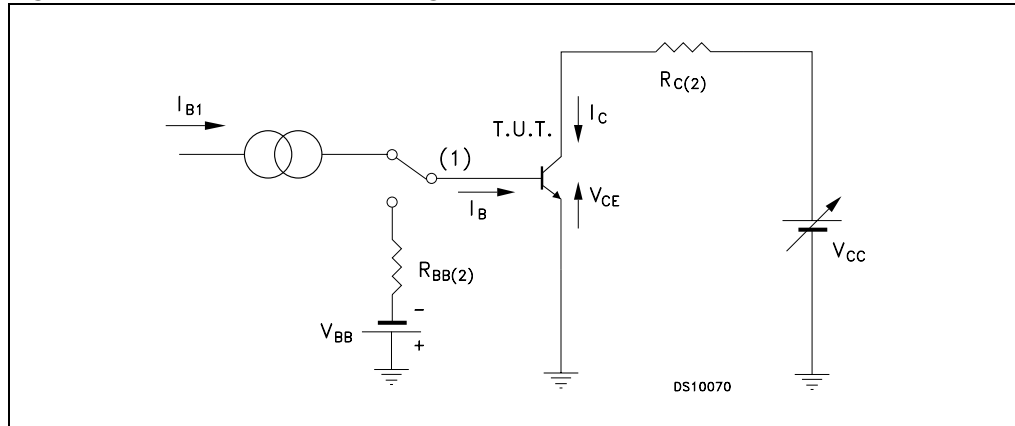 I_B1
R_C(2)
I_C
T.U.T.
(1)
I_B
V_CE
R_BB(2)
V_CC
V_BB
-
+
DS10070